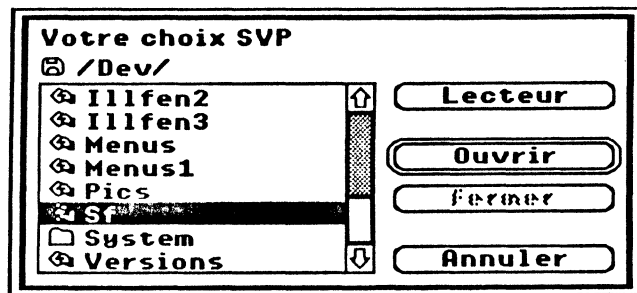 Votre choix SVP
/Dev/
Illfen2
Illfen3
Menus
Menus1
Pics
Sf
System
Versions
Lecteur
Ouvrir
Fermer
Annuler